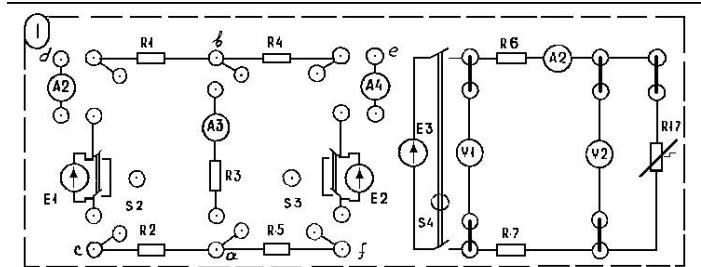 1
d R1 b R4 e R6 A2
A2 A4
A3 E3 V1 V2 R17
E1 S2 R3 S3 E2 S4
c R2 a R5 f R7